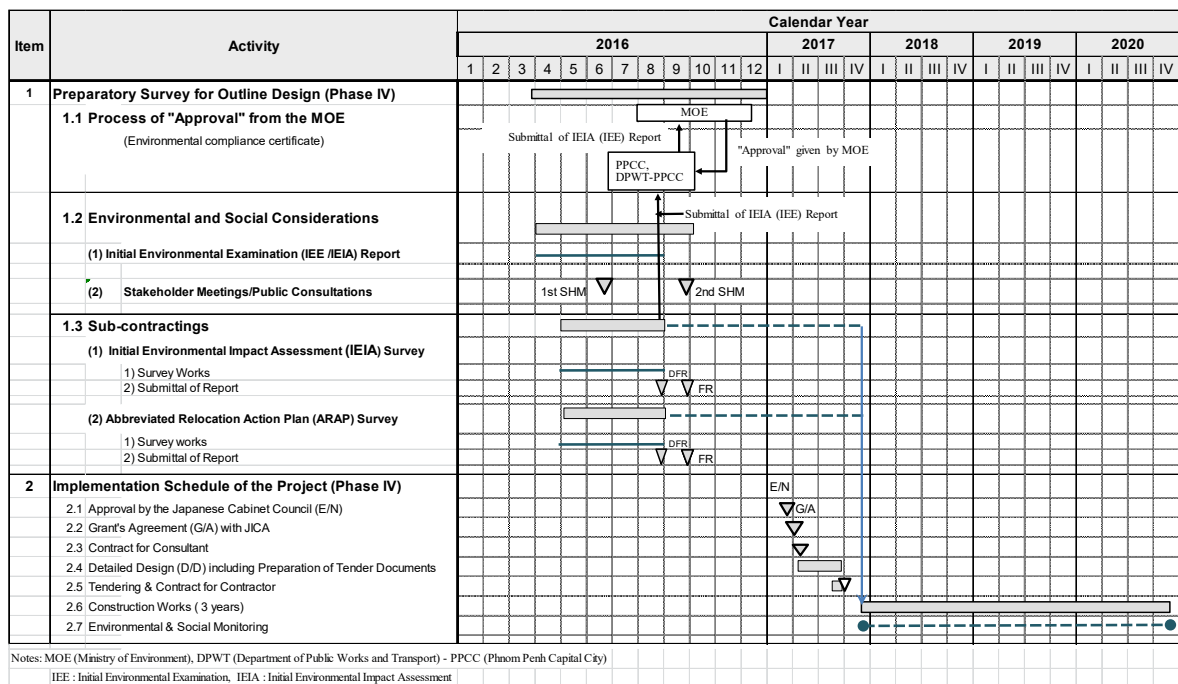 Item Activity Calendar Year
2016 2017 2018 2019 2020
1 2 3 4 5 6 7 8 9 10 11 12 I II III IV I II III IV I II III IV I II III IV
1 Preparatory Survey for Outline Design (Phase IV)
1.1 Process of "Approval" from the MOE
MOE
(Environmental compliance certificate)
Submittal of IEIA (IEE) Report
"Approval" given by MOE
PPCC,
DPWT-PPCC
1.2 Environmental and Social Considerations
Submittal of IEIA (IEE) Report
(1) Initial Environmental Examination (IEE /IEIA) Report
(2) Stakeholder Meetings/Public Consultations
1st SHM 2nd SHM
1.3 Sub-contractings
(1) Initial Environmental Impact Assessment (IEIA) Survey
1) Survey Works DFR
2) Submittal of Report FR
(2) Abbreviated Relocation Action Plan (ARAP) Survey
1) Survey works DFR
2) Submittal of Report FR
2 Implementation Schedule of the Project (Phase IV)
E/N
2.1 Approval by the Japanese Cabinet Council (E/N) G/A
2.2 Grant's Agreement (G/A) with JICA
2.3 Contract for Consultant
2.4 Detailed Design (D/D) including Preparation of Tender Documents
2.5 Tendering & Contract for Contractor
2.6 Construction Works ( 3 years)
2.7 Environmental & Social Monitoring
Notes: MOE (Ministry of Environment), DPWT (Department of Public Works and Transport) - PPCC (Phnom Penh Capital City)
IEE : Initial Environmental Examination, IEIA : Initial Environmental Impact Assessment